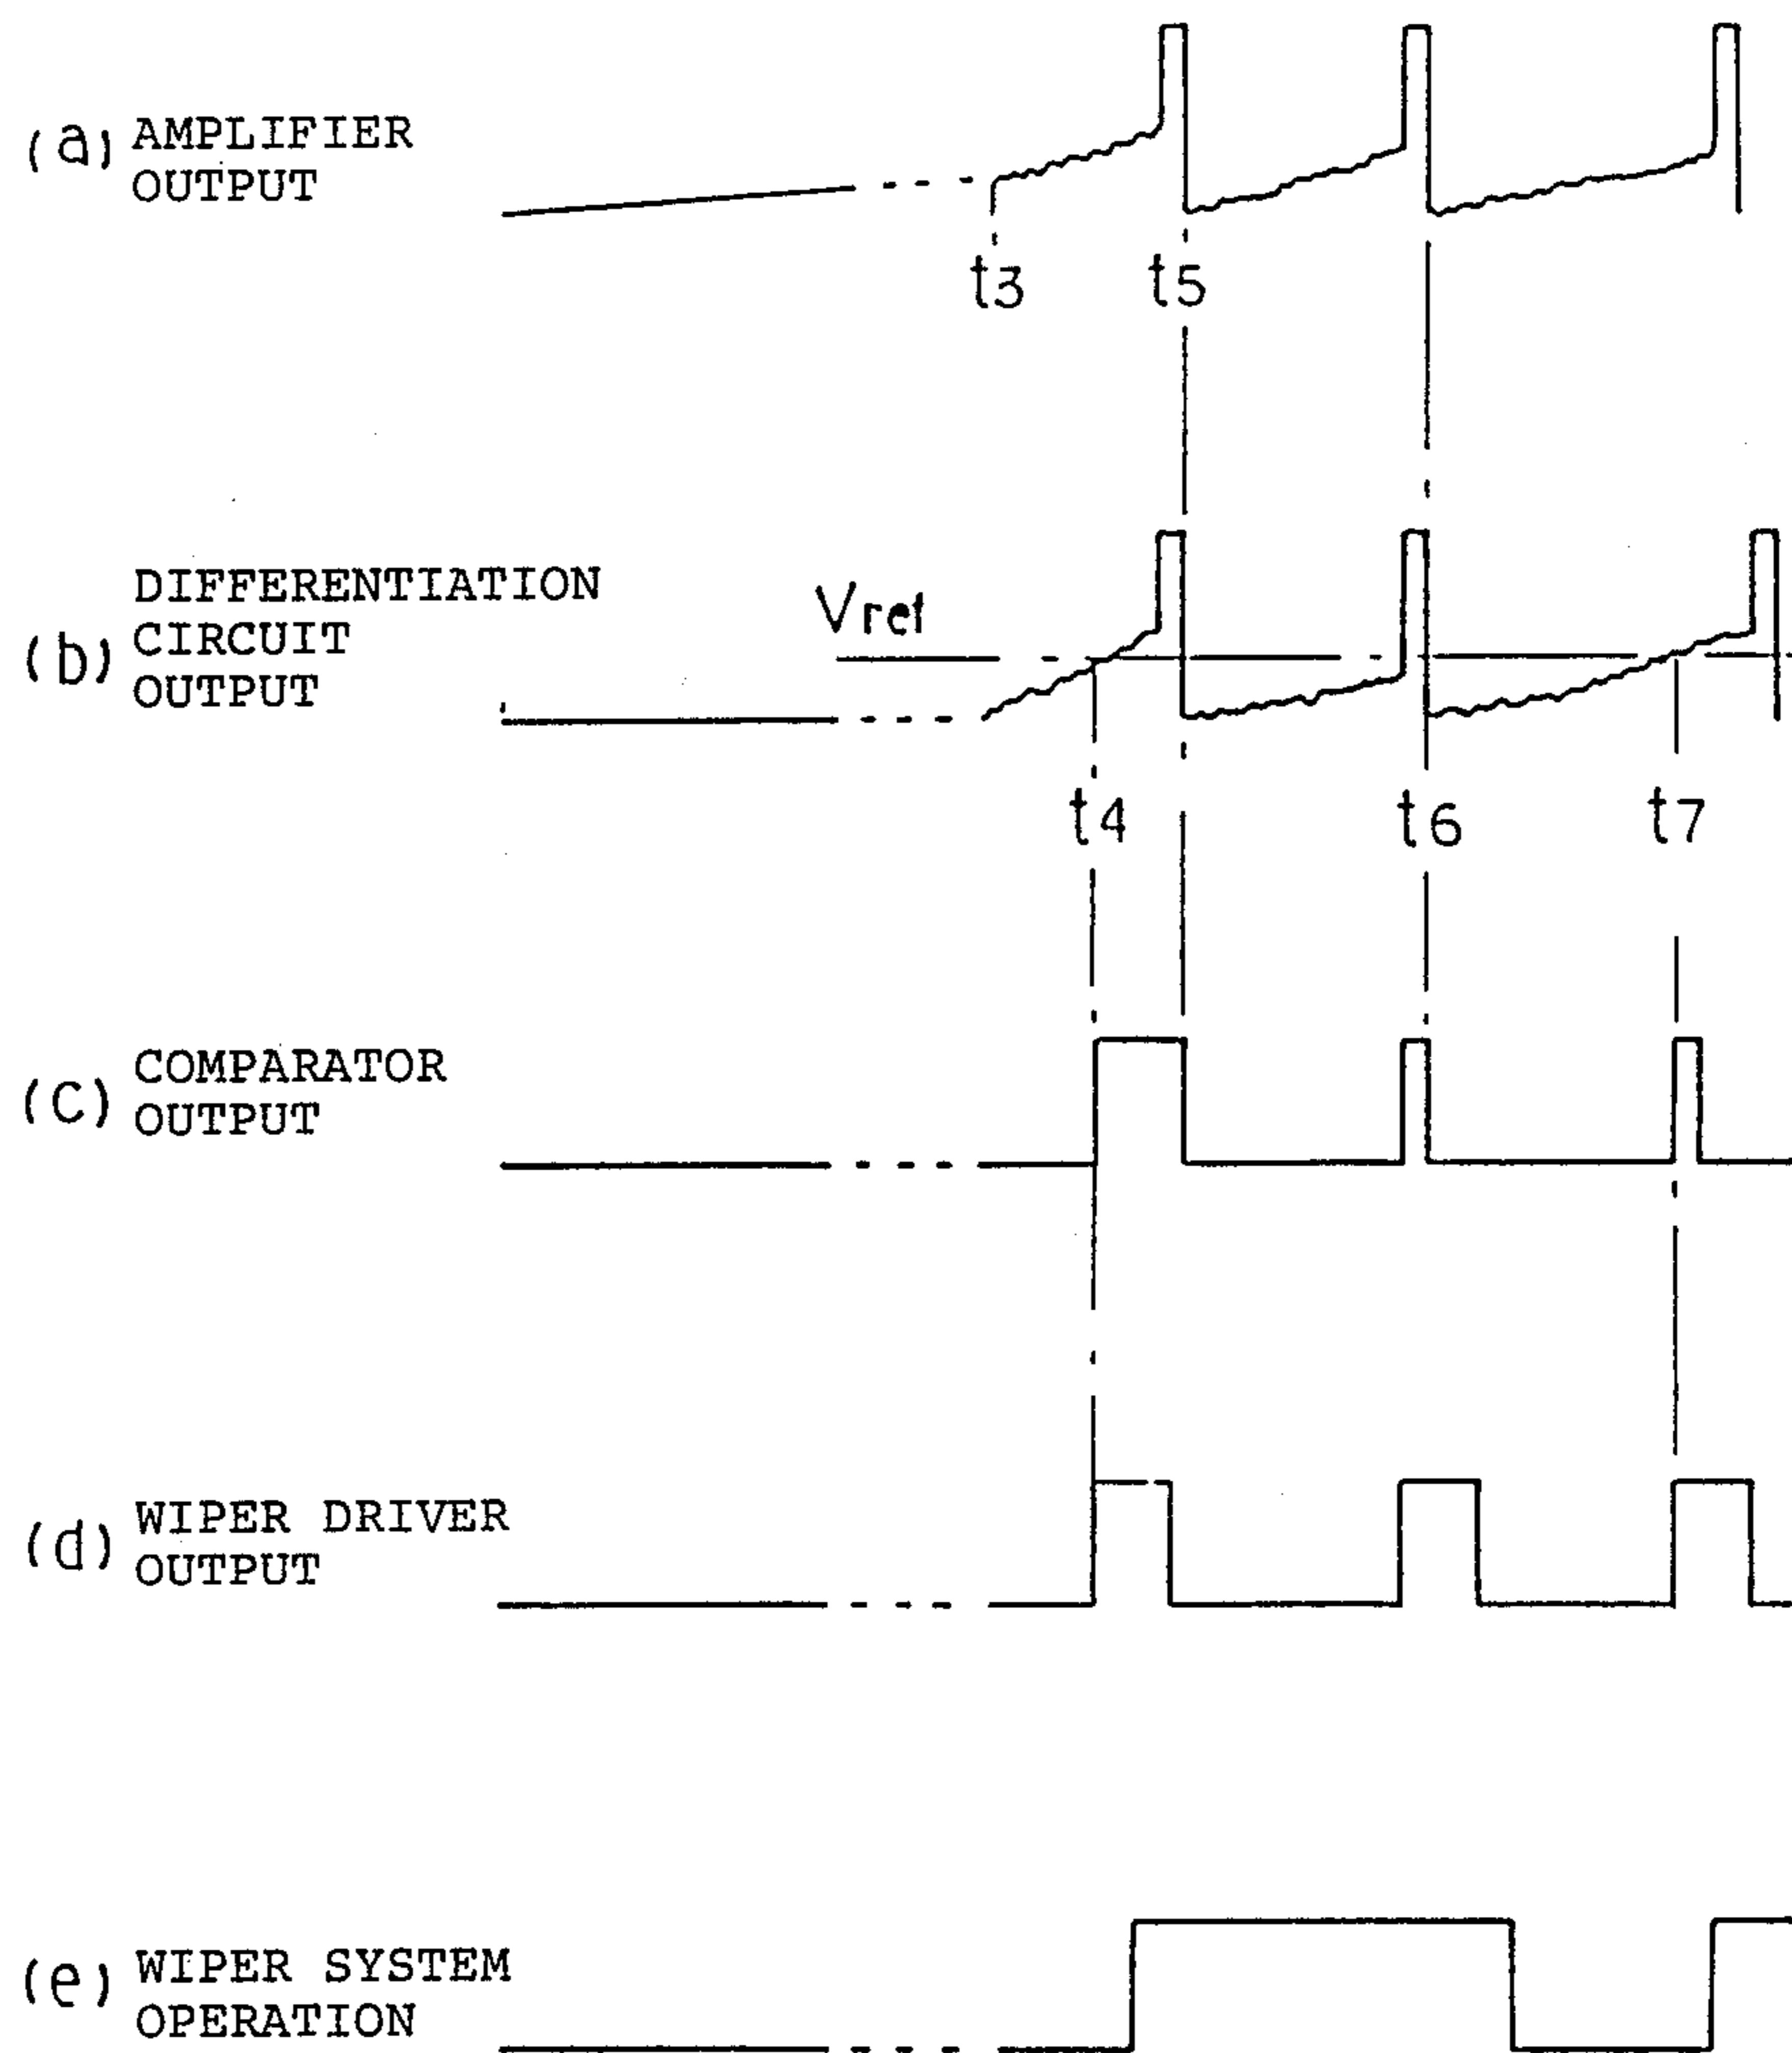 (a) AMPLIFIER
OUTPUT
t3
t5
(b) DIFFERENTIATION
CIRCUIT
OUTPUT
Vref
t4
t6
t7
(c) COMPARATOR
OUTPUT
(d) WIPER DRIVER
OUTPUT
(e) WIPER SYSTEM
OPERATION